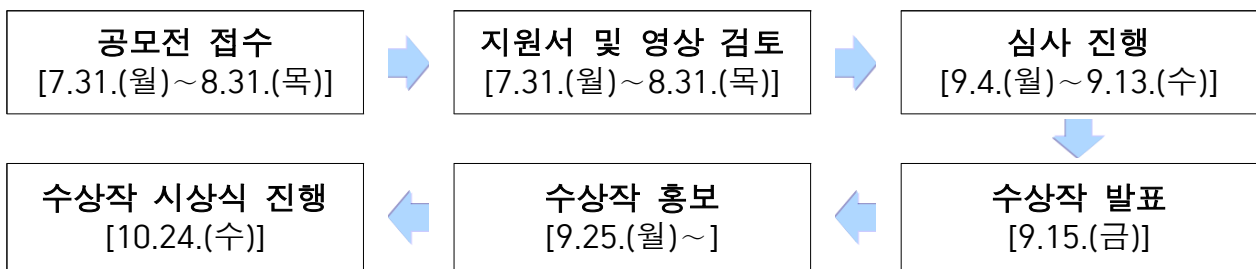 공모전 접수
[7.31.(월)~8.31.(목)]
지원서 및 영상 검토
[7.31.(월)~8.31.(목)]
심사 진행
[9.4.(월)~9.13.(수)]
수상작 발표
[9.15.(금)]
수상작 홍보
[9.25.(월)~]
수상작 시상식 진행
[10.24.(수)]